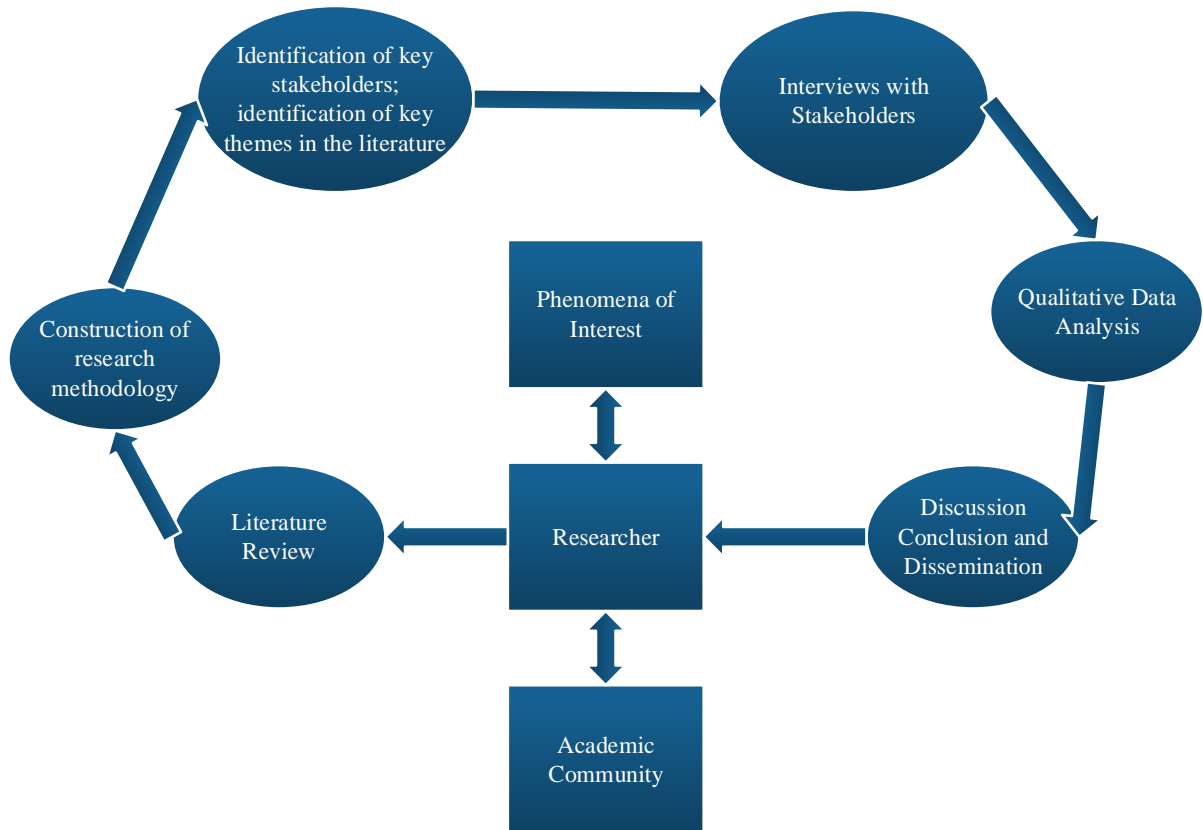 Identification of key
stakeholders;
identification of key
themes in the literature
Interviews with
Stakeholders
Phenomena of
Interest
Qualitative Data
Analysis
Construction of
research
methodology
Literature
Review
Researcher
Discussion
Conclusion and
Dissemination
Academic
Community